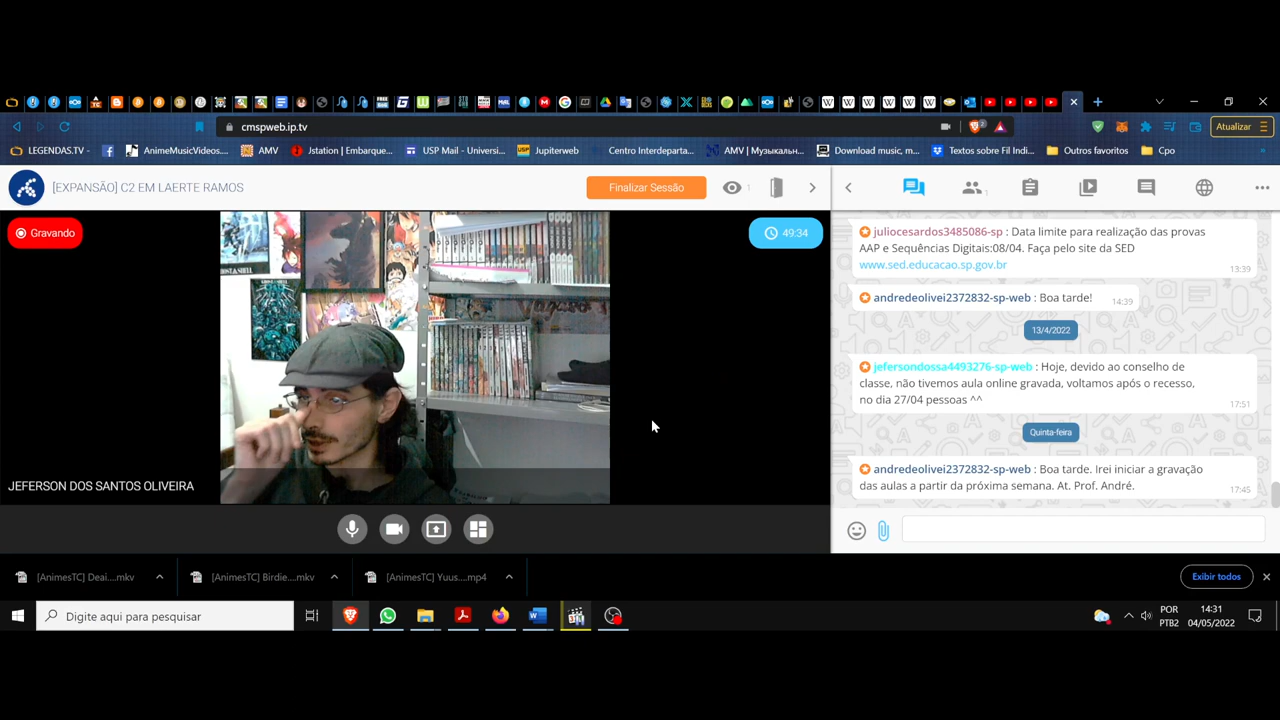 cmspweb.ip.tv
2
Atualizar
LEGENDAS.TV -
AnimeMusicVideos....
AMV
Jstation | Embarque...
USP Mail - Universi...
Jupiterweb
Centro Interdeparta...
AMV | Музыкальн...
Download music, m...
Textos sobre Fil Indi...
Outros favoritos
Cpo
[EXPANSÃO] C2 EM LAERTE RAMOS
Finalizar Sessão
1
1
Gravando
49:34
JEFERSON DOS SANTOS OLIVEIRA
juliocesardos3485086-sp : Data limite para realização das provas
AAP e Sequências Digitais:08/04. Faça pelo site da SED
www.sed.educacao.sp.gov.br
13:39
andredeolivei2372832-sp-web : Boa tarde!
14:39
13/4/2022
jefersondossa4493276-sp-web : Hoje, devido ao conselho de
classe, não tivemos aula online gravada, voltamos após o recesso,
no dia 27/04 pessoas ^^
17:51
Quinta-feira
andredeolivei2372832-sp-web : Boa tarde. Irei iniciar a gravação
das aulas a partir da próxima semana. At. Prof. André.
17:45
[AnimesTC] Deai....mkv
[AnimesTC] Birdie....mkv
[AnimesTC] Yuus....mp4
Exibir todos
Digite aqui para pesquisar
POR
PTB2
14:31
04/05/2022